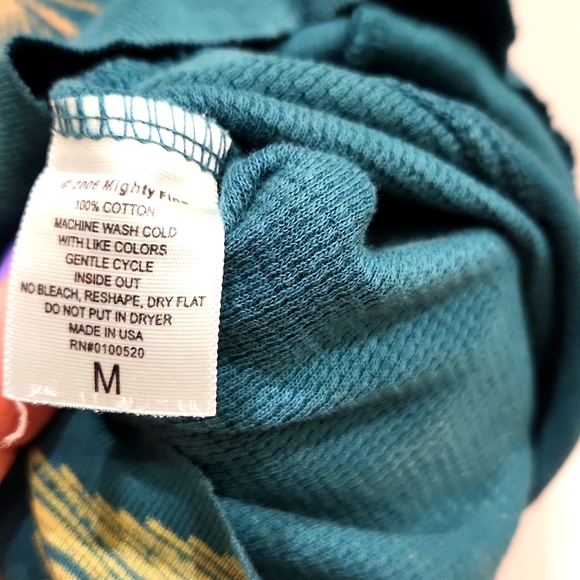 © 2006 Mighty Fine
100% COTTON
MACHINE WASH COLD
WITH LIKE COLORS
GENTLE CYCLE
INSIDE OUT
NO BLEACH, RESHAPE, DRY FLAT
DO NOT PUT IN DRYER
MADE IN USA
RN#0100520
M